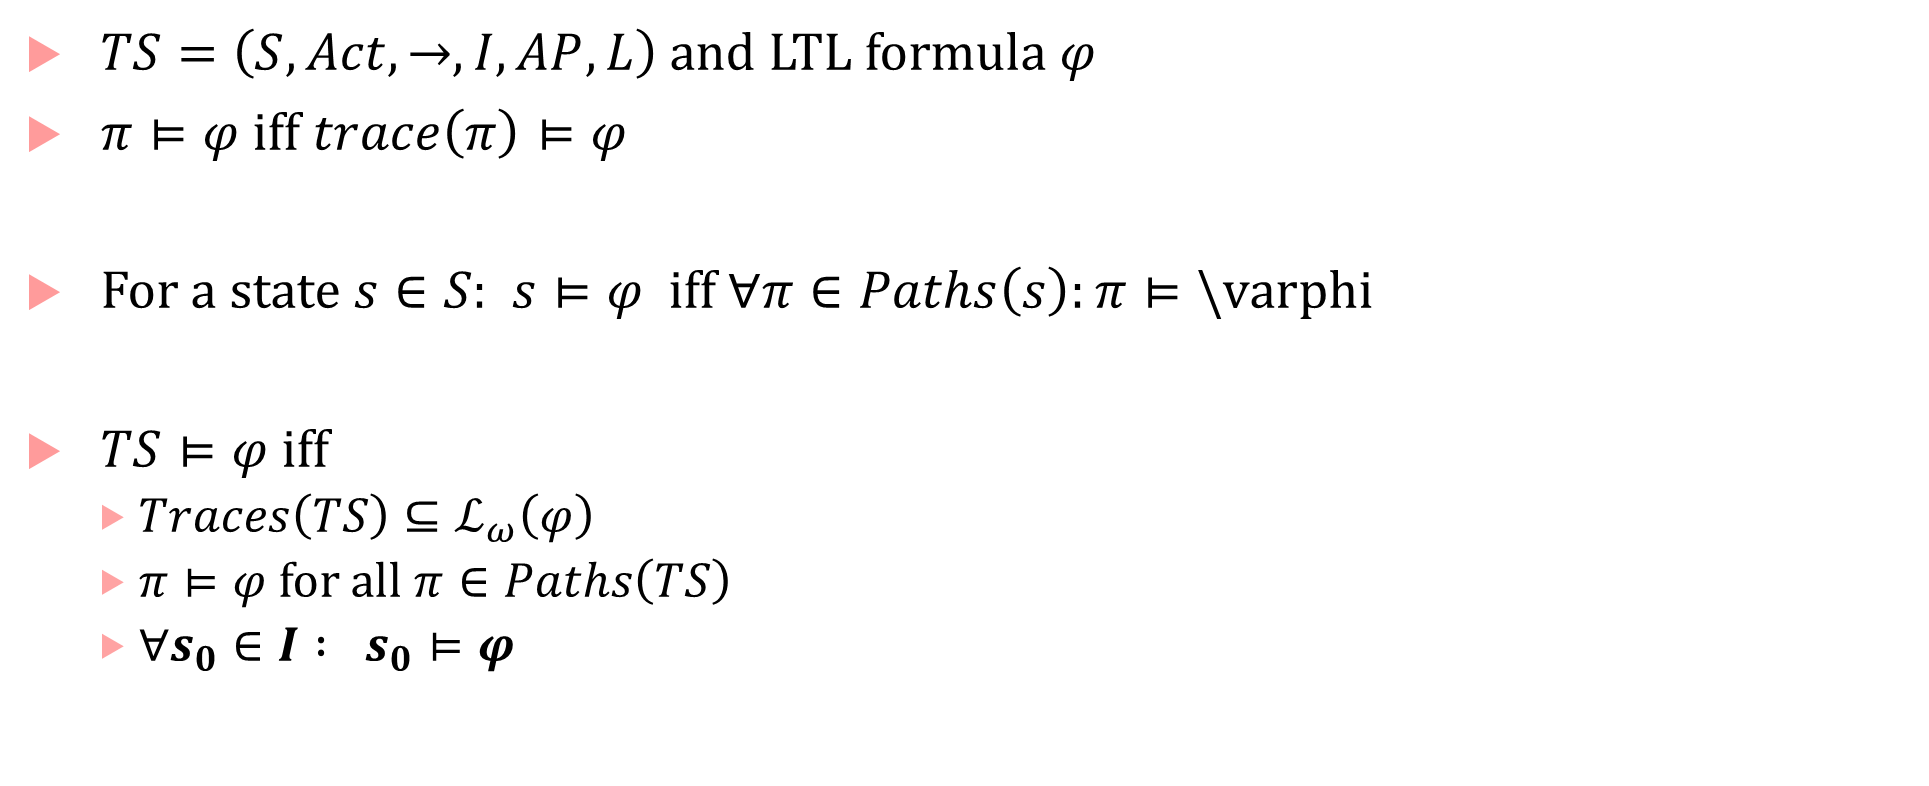 TS = (S, Act, →, I, AP, L) and LTL formula φ
π ⊨ φ iff trace(π) ⊨ φ
For a state s ∈ S: s ⊨ φ iff ∀π ∈ Paths(s): π ⊨ \varphi
TS ⊨ φ iff
Traces(TS) ⊆ ℒ_ω(φ)
π ⊨ φ for all π ∈ Paths(TS)
∀s₀ ∈ I : s₀ ⊨ φ